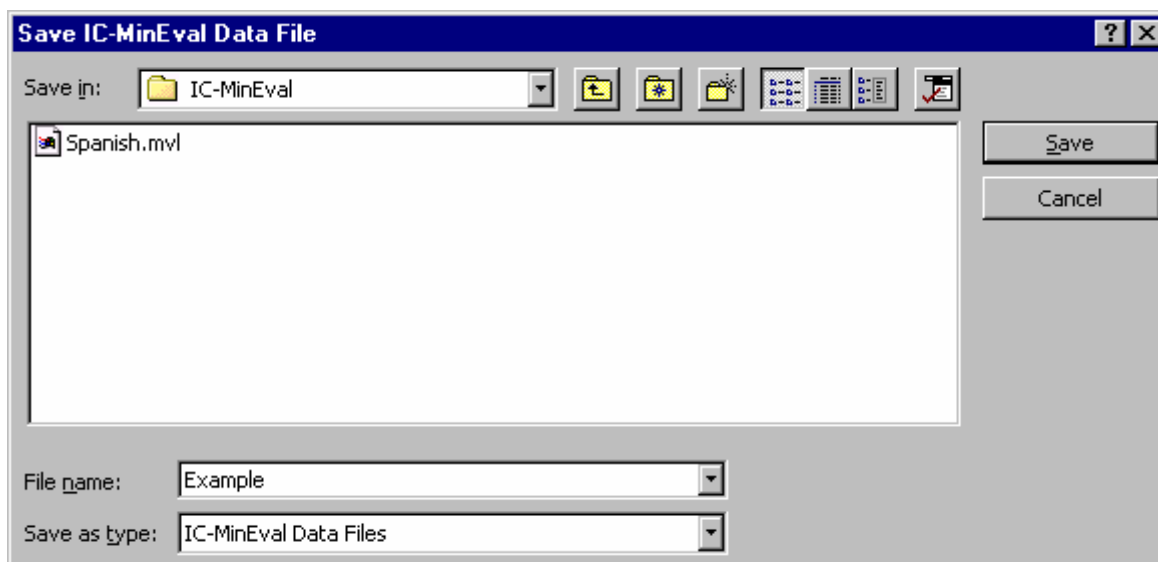 Save IC-MinEval Data File
Save in: IC-MinEval
Spanish.mvl
Save
Cancel
File name: Example
Save as type: IC-MinEval Data Files